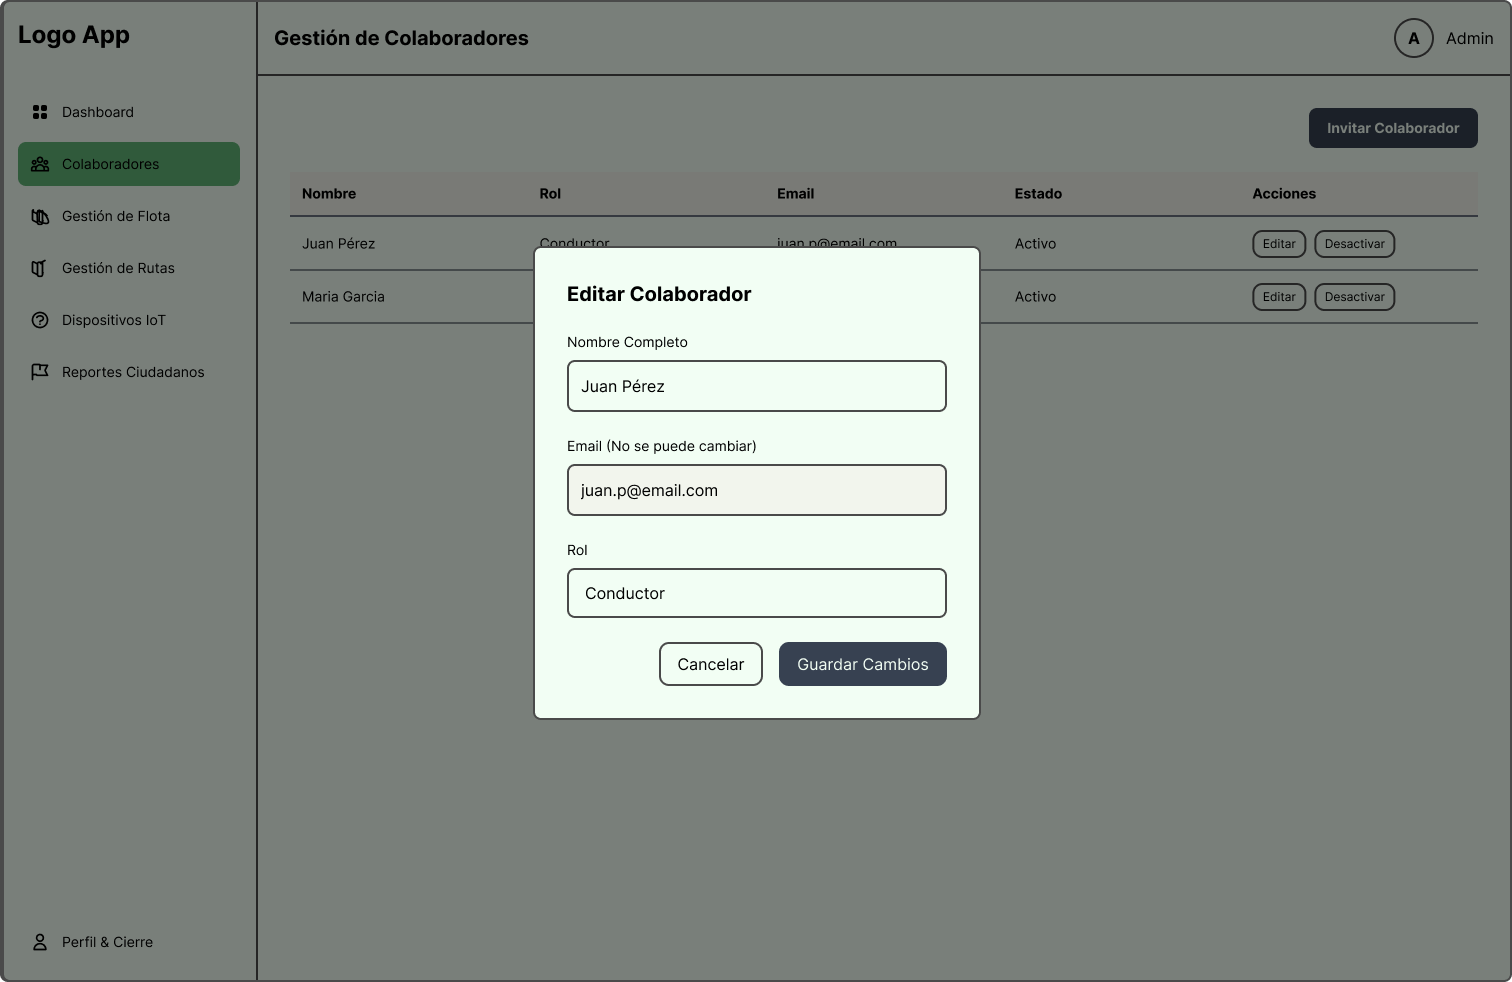 Logo App
Gestión de Colaboradores
A
Admin
Dashboard
Colaboradores
Gestión de Flota
Gestión de Rutas
Dispositivos IoT
Reportes Ciudadanos
Perfil & Cierre
Invitar Colaborador
Nombre Rol Email Estado Acciones
Juan Pérez Conductor juan.p@email.com Activo Editar Desactivar
Maria Garcia Activo Editar Desactivar
Editar Colaborador
Nombre Completo
Juan Pérez
Email (No se puede cambiar)
juan.p@email.com
Rol
Conductor
Cancelar Guardar Cambios